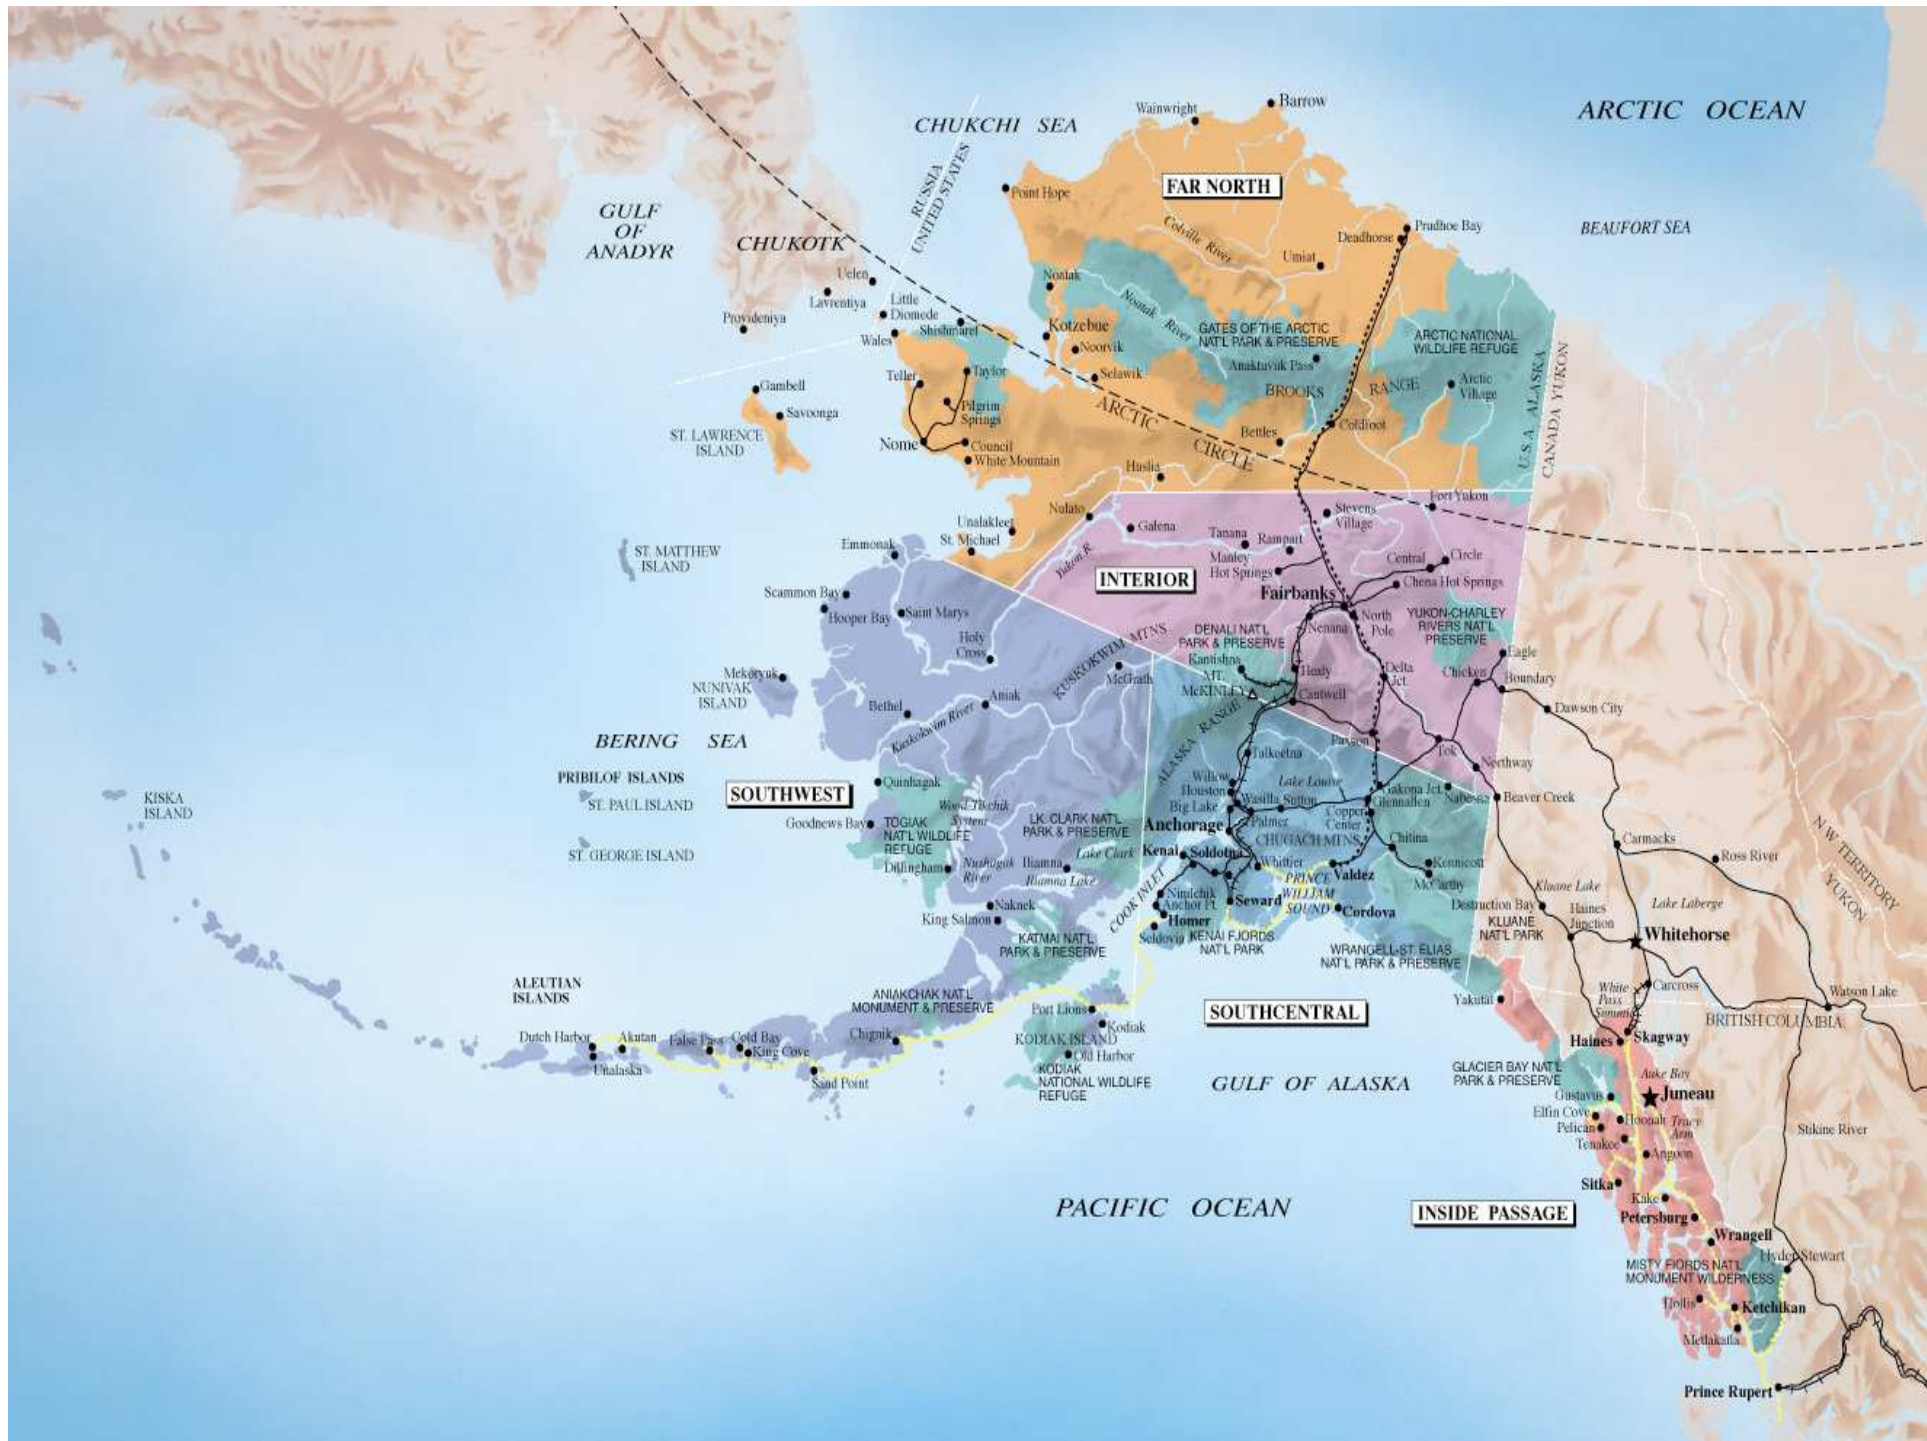 ARCTIC OCEAN
CHUKCHI SEA
RUSSIA
UNITED STATES
Barrow
Wainwright
FAR NORTH
Point Hope
GULF
OF
ANADYR
CHUKOTK
BEAUFORT SEA
Prudhoe Bay
Deadhorse
Colville River
Umiat
Uelen
Lavrentiya
Little
Diomede
Provideniya
Shishmaref
Wales
Noatak
Noatak River
Kotzebue
Noorvik
Selawik
GATES OF THE ARCTIC
NAT'L PARK & PRESERVE
Anaktuvuk Pass
ARCTIC NATIONAL
WILDLIFE REFUGE
BROOKS RANGE
Arctic
Village
U.S.A. ALASKA
CANADA YUKON
Gambell
Savoonga
ST. LAWRENCE
ISLAND
Teller
Taylor
Pilgrim
Springs
Nome
Council
White Mountain
ARCTIC CIRCLE
Bettles
Coldfoot
Huslia
Fort Yukon
Nulato
Unalakleet
St. Michael
Galena
Stevens
Village
Tanana
Rampart
Manley
Hot Springs
Central
Circle
Chena Hot Springs
Yukon R.
INTERIOR
Fairbanks
North
Pole
Nenana
YUKON-CHARLEY
RIVERS NAT'L
PRESERVE
DENALI NAT'L
PARK & PRESERVE
Kantishna
MT.
McKINLEY
Healy
Cantwell
Delta
Jct.
Eagle
Chicken
Boundary
Dawson City
Paxson
Tok
Northway
Emmonak
ST. MATTHEW
ISLAND
Scammon Bay
Hooper Bay
Saint Marys
Holy
Cross
KUSKOKWIM MTNS
McGrath
Mekoryuk
NUNIVAK
ISLAND
Bethel
Aniak
Kuskokwim River
BERING SEA
PRIBILOF ISLANDS
ST. PAUL ISLAND
ST. GEORGE ISLAND
KISKA
ISLAND
SOUTHWEST
Quinhagak
Goodnews Bay
TOGIAK
NAT'L WILDLIFE
REFUGE
Wood-Tikchik
System
Dillingham
Nushagak
River
LK. CLARK NAT'L
PARK & PRESERVE
Lake Clark
Iliamna
Iliamna Lake
Naknek
King Salmon
KATMAI NAT'L
PARK & PRESERVE
ALASKA RANGE
Talkeetna
Willow
Houston
Big Lake
Wasilla
Sutton
Palmer
Lake Louise
Gakona Jct.
Glennallen
Nabesna
Copper
Center
Beaver Creek
Anchorage
CHUGACH MTNS
Chitina
Kenai
Soldotna
Whittier
Valdez
Kennicott
McCarthy
PRINCE
WILLIAM
SOUND
COOK INLET
Ninilchik
Anchor Pt.
Homer
Seward
Cordova
Seldovia
KENAI FJORDS
NAT'L PARK
WRANGELL-ST. ELIAS
NAT'L PARK & PRESERVE
Carmacks
Ross River
N W TERRITORY
YUKON
Kluane Lake
Destruction Bay
KLUANE
NAT'L PARK
Haines
Junction
Lake Laberge
Whitehorse
White
Pass
Summit
Carcross
Watson Lake
BRITISH COLUMBIA
Yakutat
SOUTHCENTRAL
ALEUTIAN
ISLANDS
ANIAKCHAK NAT'L
MONUMENT & PRESERVE
Port Lions
Kodiak
KODIAK ISLAND
Old Harbor
KODIAK
NATIONAL WILDLIFE
REFUGE
Dutch Harbor
Unalaska
Akutan
False Pass
Cold Bay
King Cove
Sand Point
Chignik
GULF OF ALASKA
Haines
Skagway
GLACIER BAY NAT'L
PARK & PRESERVE
Auke Bay
Juneau
Gustavus
Elfin Cove
Pelican
Hoonah
Tracy
Arm
Tenakee
Angoon
Stikine River
Sitka
Kake
Petersburg
Wrangell
PACIFIC OCEAN
INSIDE PASSAGE
Hyder
Stewart
MISTY FIORDS NAT'L
MONUMENT WILDERNESS
Hollis
Ketchikan
Metlakatla
Prince Rupert